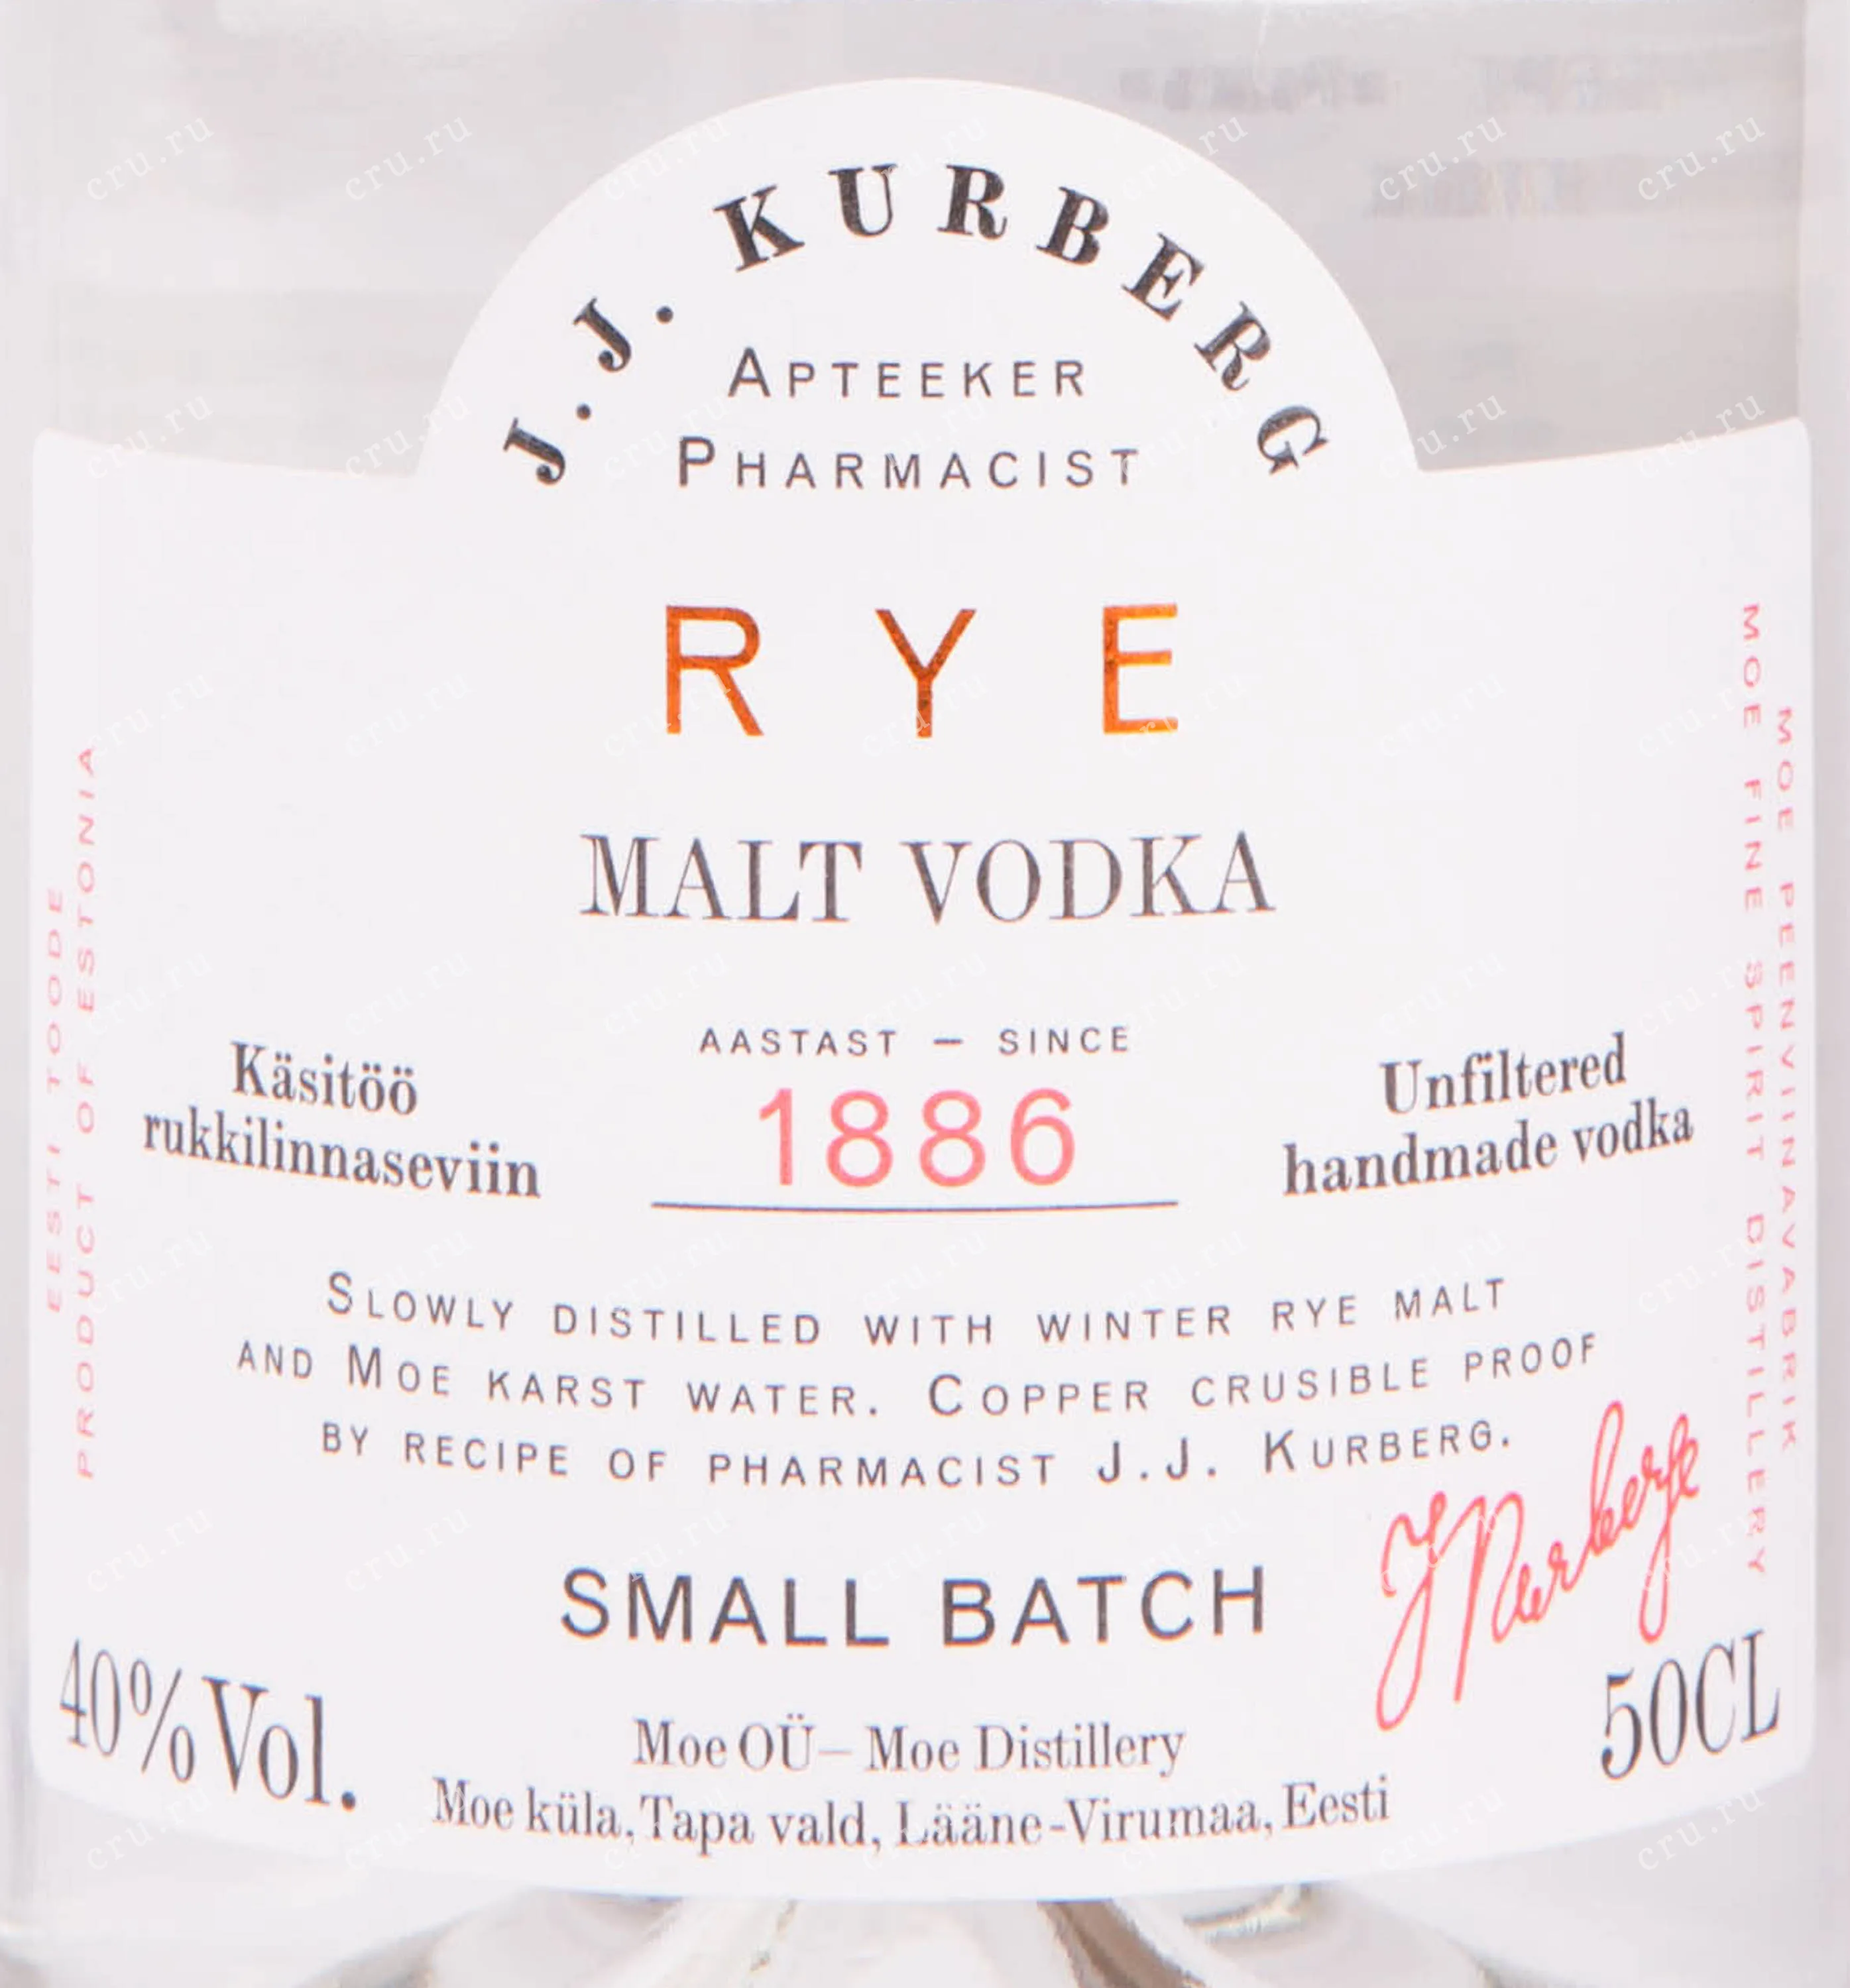 J.J. KURBERG
APTEEKER
PHARMACIST
RYE
MALT VODKA
AASTAST – SINCE
1886
Käsitöö
rukkilinnaseviin
Unfiltered
handmade vodka
SLOWLY DISTILLED WITH WINTER RYE MALT
AND MOE KARST WATER. COPPER CRUSIBLE PROOF
BY RECIPE OF PHARMACIST J.J. KURBERG.
JKurberg
SMALL BATCH
40% Vol.
50CL
Moe OÜ – Moe Distillery
Moe küla, Tapa vald, Lääne-Virumaa, Eesti
EESTI TOODE
PRODUCT OF ESTONIA
MOE PEENVIINAVABRIK
MOE FINE SPIRIT DISTILLERY
cru.ru